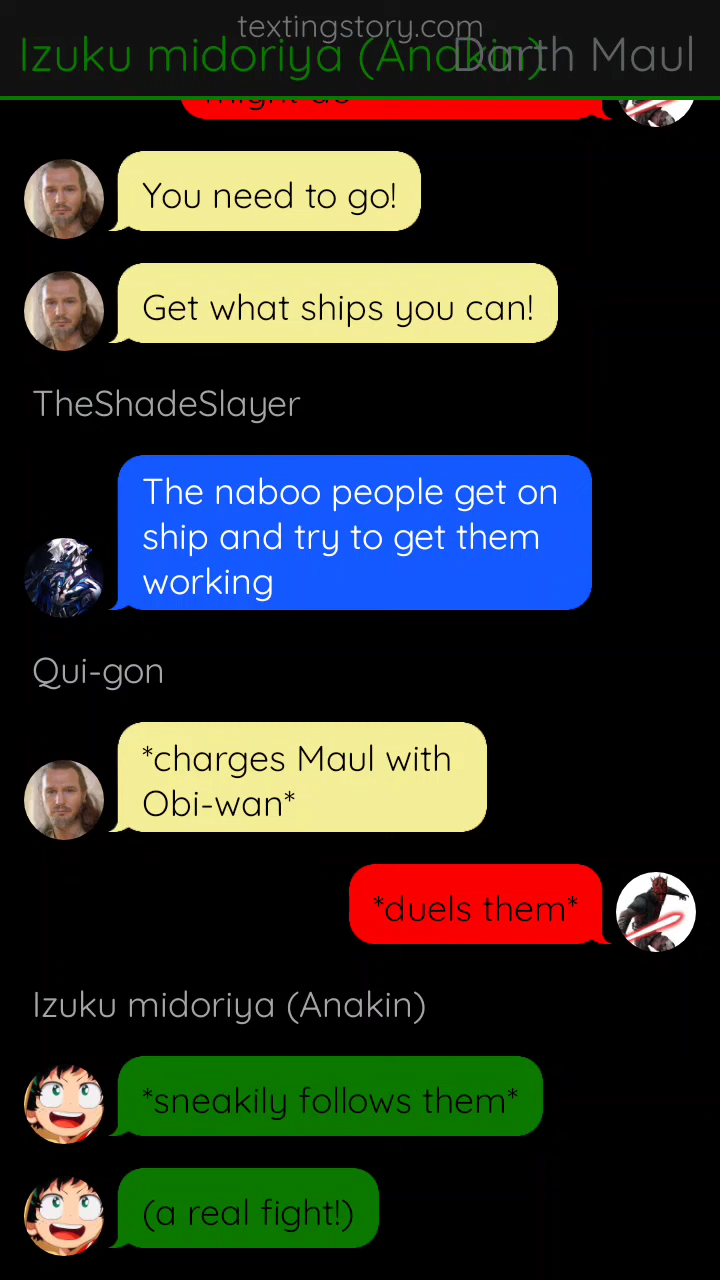 textingstory.com
Izuku midoriya (Anakin)
Darth Maul
might do
You need to go!
Get what ships you can!
TheShadeSlayer
The naboo people get on
ship and try to get them
working
Qui-gon
*charges Maul with
Obi-wan*
*duels them*
Izuku midoriya (Anakin)
*sneakily follows them*
(a real fight!)